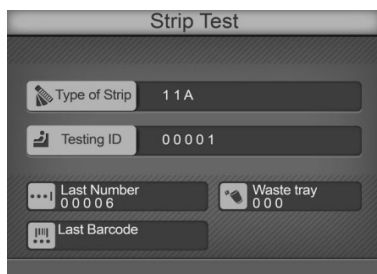 Strip Test
Type of Strip 11A
Testing ID 00001
Last Number
00006
Waste tray
000
Last Barcode